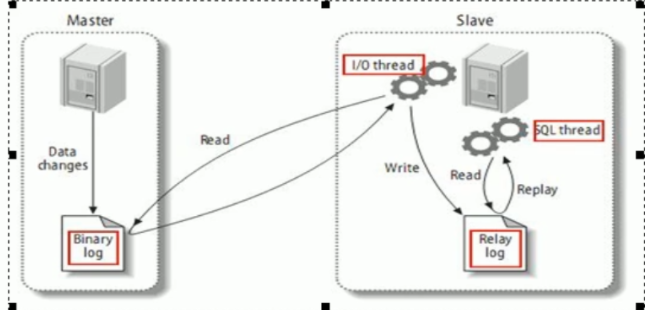 Master
Slave
I/O thread
SQL thread
Data
changes
Read
Write
Read
Replay
Binary
log
Relay
log